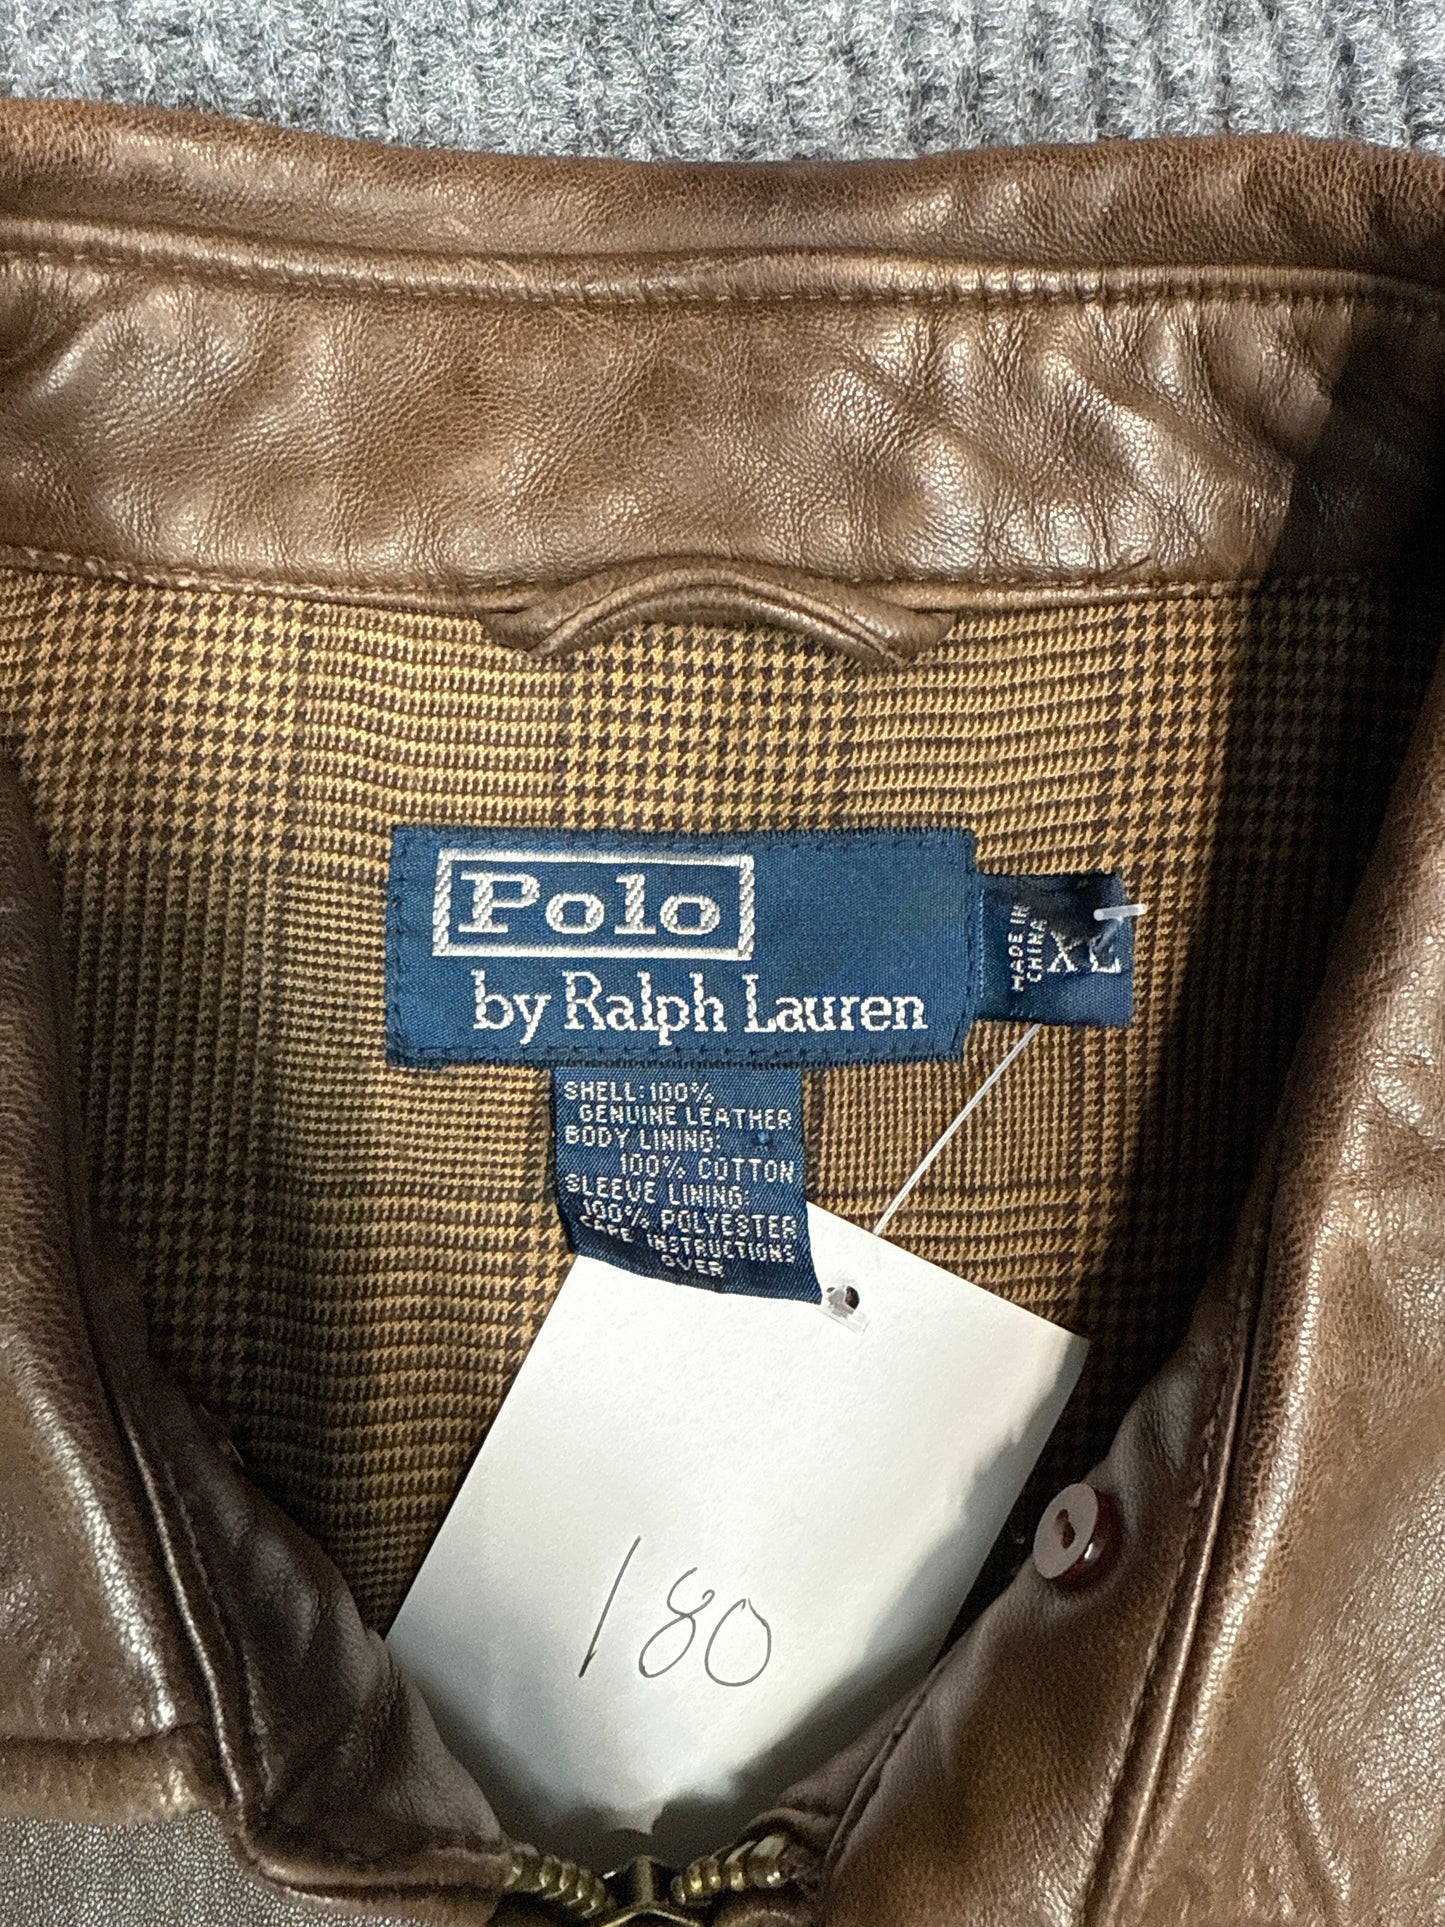 Polo
by Ralph Lauren
MADE IN
CHINA
XL
SHELL: 100%
GENUINE LEATHER
BODY LINING:
100% COTTON
SLEEVE LINING:
100% POLYESTER
CARE INSTRUCTIONS
OVER
180